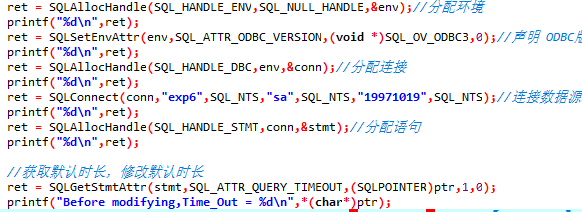 ret = SQLAllocHandle(SQL_HANDLE_ENV,SQL_NULL_HANDLE,&env);//分配环境
printf("%d\n",ret);
ret = SQLSetEnvAttr(env,SQL_ATTR_ODBC_VERSION,(void *)SQL_OV_ODBC3,0);//声明 ODBC版
printf("%d\n",ret);
ret = SQLAllocHandle(SQL_HANDLE_DBC,env,&conn);//分配连接
printf("%d\n",ret);
ret = SQLConnect(conn,"exp6",SQL_NTS,"sa",SQL_NTS,"19971019",SQL_NTS);//连接数据源
printf("%d\n",ret);
ret = SQLAllocHandle(SQL_HANDLE_STMT,conn,&stmt);//分配语句
printf("%d\n",ret);
//获取默认时长，修改默认时长
ret = SQLGetStmtAttr(stmt,SQL_ATTR_QUERY_TIMEOUT,(SQLPOINTER)ptr,1,0);
printf("Before modifying,Time_Out = %d\n",*(char*)ptr);